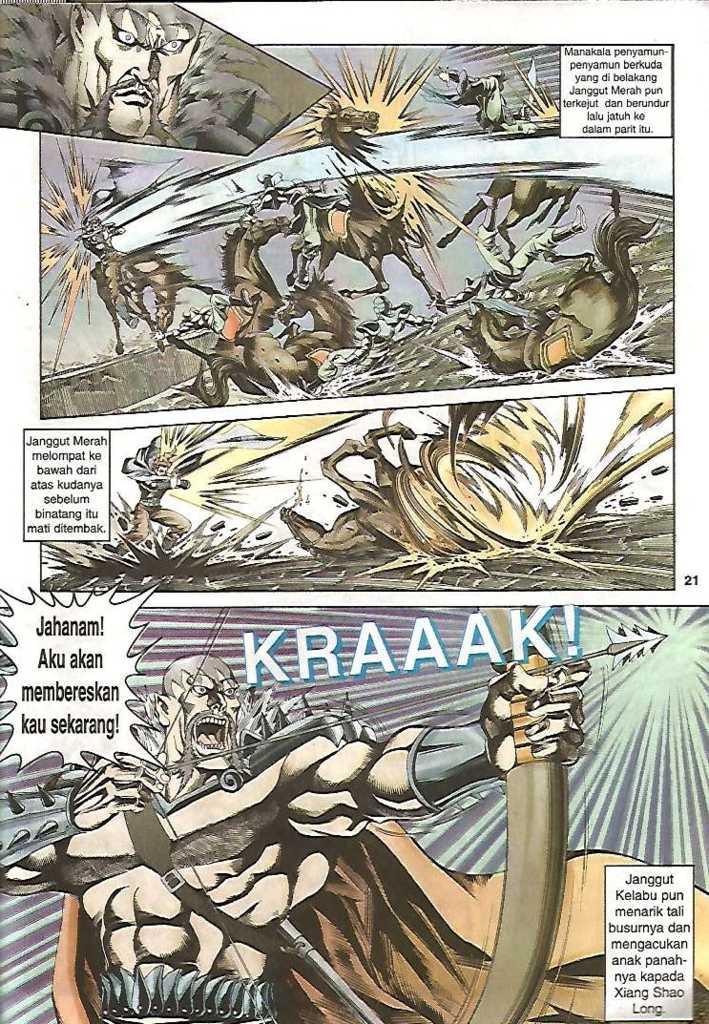 Manakala penyamun-
penyamun berkuda
yang di belakang
Janggut Merah pun
terkejut dan berundur
lalu jatuh ke
dalam parit itu.
Janggut Merah
melompat ke
bawah dari
atas kudanya
sebelum
binatang itu
mati ditembak.
21
Jahanam!
Aku akan
membereskan
kau sekarang!
KRAAAK!
Janggut
Kelabu pun
menarik tali
busurnya dan
mengacukan
anak panah-
nya kapada
Xiang Shao
Long.